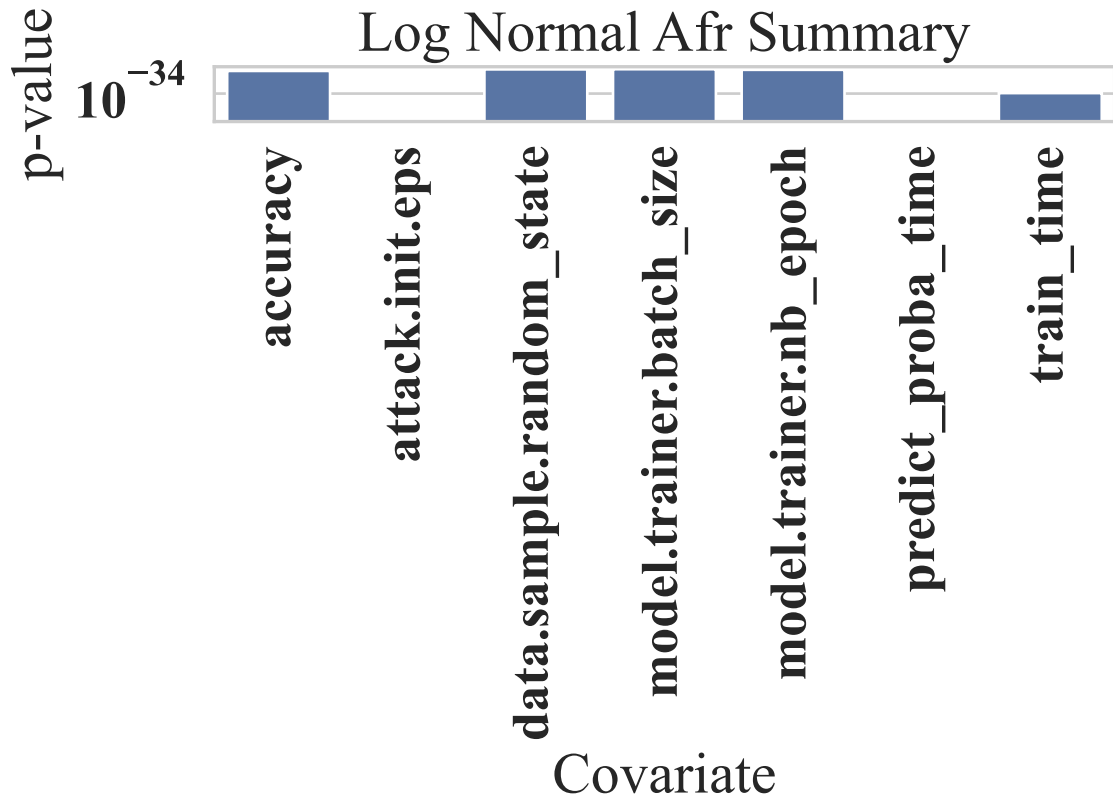 Log Normal Afr Summary
p-value
10^−34
accuracy
attack.init.eps
data.sample.random_state
model.trainer.batch_size
model.trainer.nb_epoch
predict_proba_time
train_time
Covariate